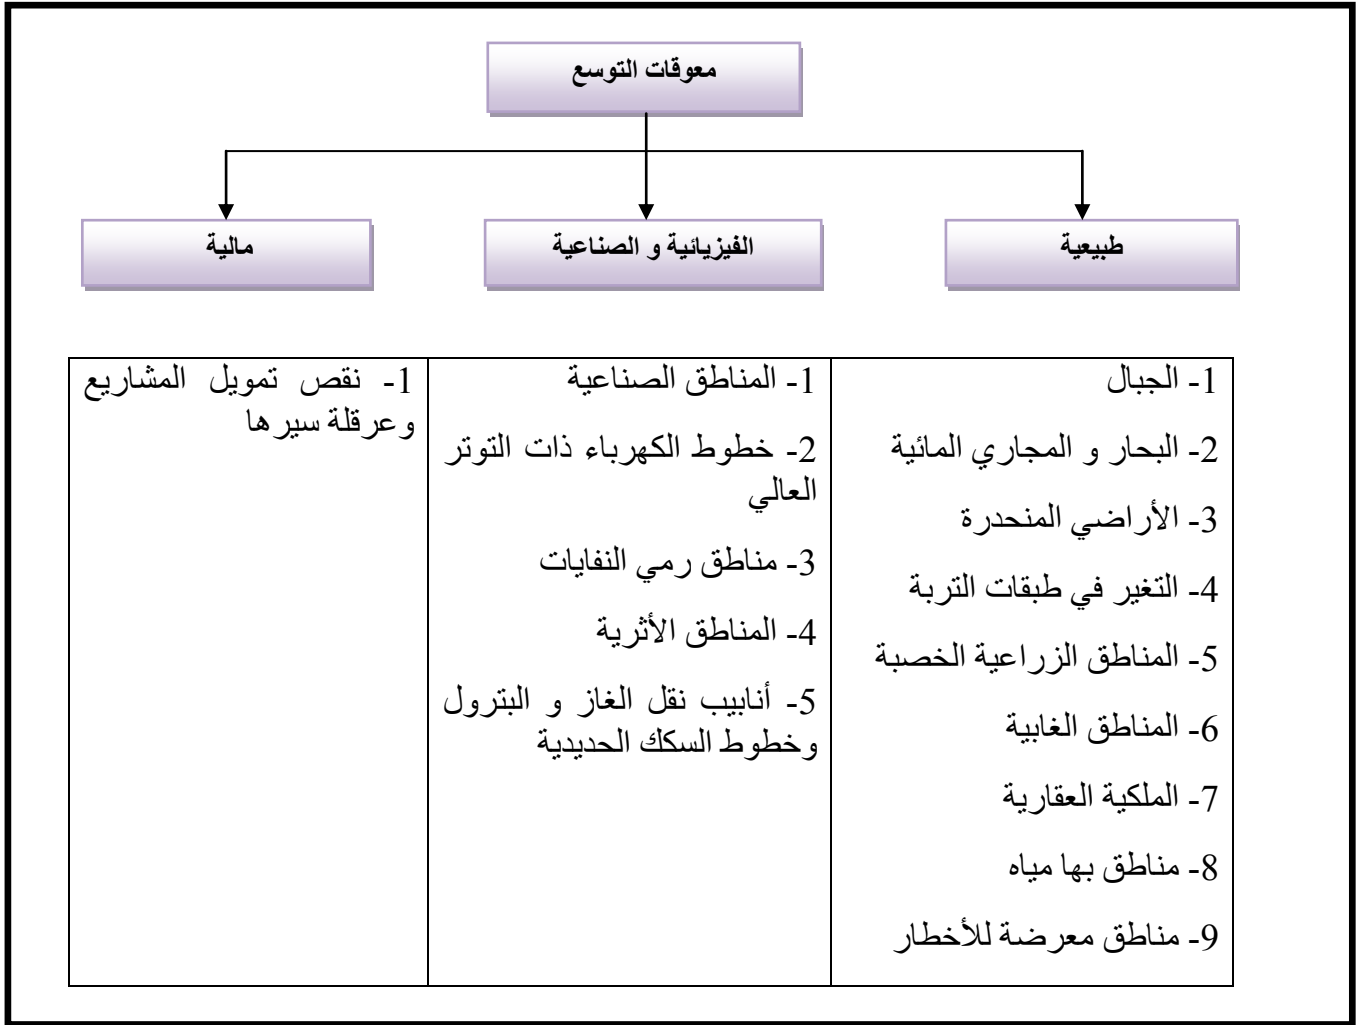 معوقات التوسع
طبيعية
الفيزيائية و الصناعية
مالية
1- الجبال
2- البحار و المجاري المائية
3- الأراضي المنحدرة
4- التغير في طبقات التربة
5- المناطق الزراعية الخصبة
6- المناطق الغابية
7- الملكية العقارية
8- مناطق بها مياه
9- مناطق معرضة للأخطار
1- المناطق الصناعية
2- خطوط الكهرباء ذات التوتر
العالي
3- مناطق رمي النفايات
4- المناطق الأثرية
5- أنابيب نقل الغاز و البترول
وخطوط السكك الحديدية
1- نقص تمويل المشاريع
وعرقلة سيرها